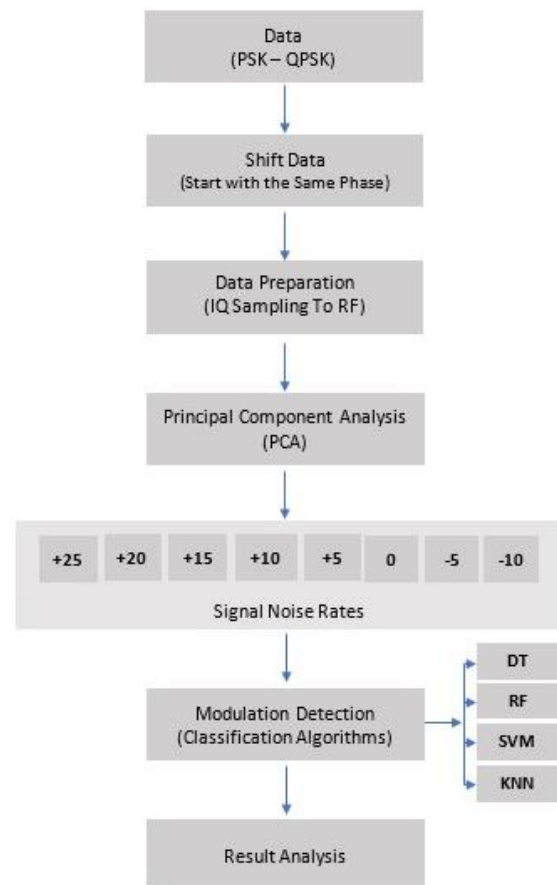 Data
(PSK – QPSK)
Shift Data
(Start with the Same Phase)
Data Preparation
(IQ Sampling To RF)
Principal Component Analysis
(PCA)
+25 +20 +15 +10 +5 0 -5 -10
Signal Noise Rates
Modulation Detection
(Classification Algorithms)
DT
RF
SVM
KNN
Result Analysis